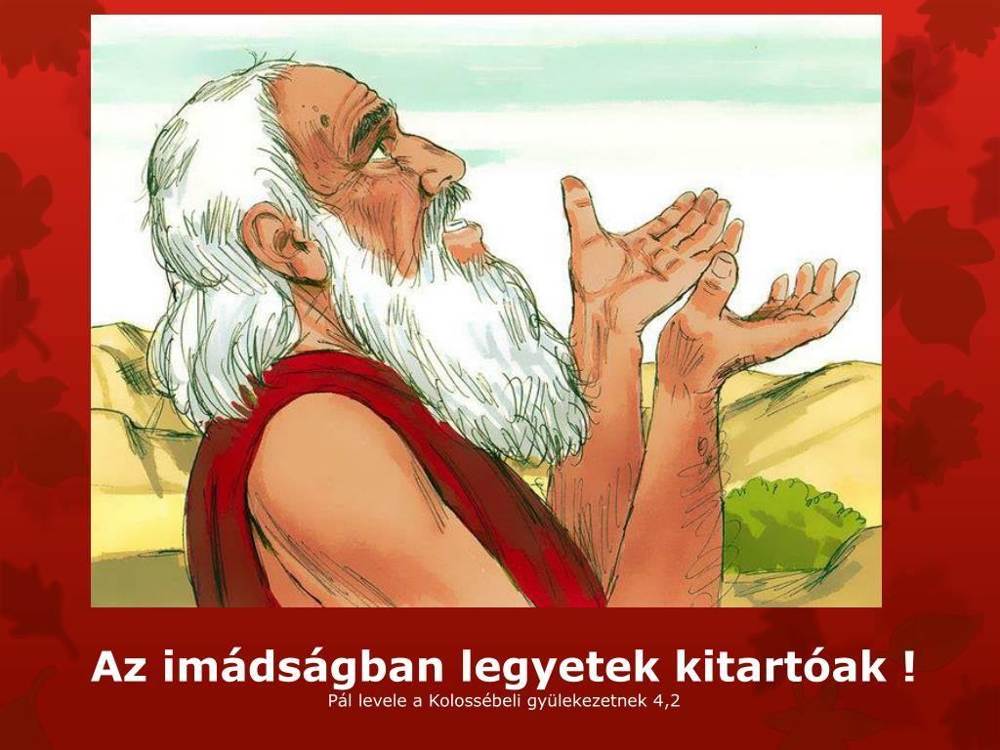 Az imádságban legyetek kitartóak !
Pál levele a Kolossébeli gyülekezetnek 4,2